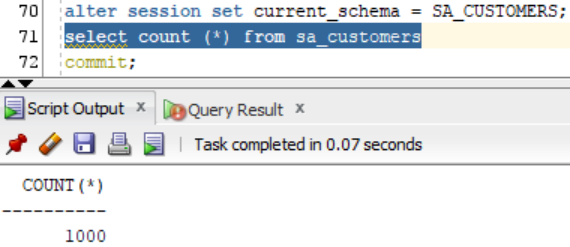 70 alter session set current_schema = SA_CUSTOMERS;
71 select count (*) from sa_customers
72 commit;
Script Output x Query Result x
Task completed in 0.07 seconds
COUNT(*)
----------
1000